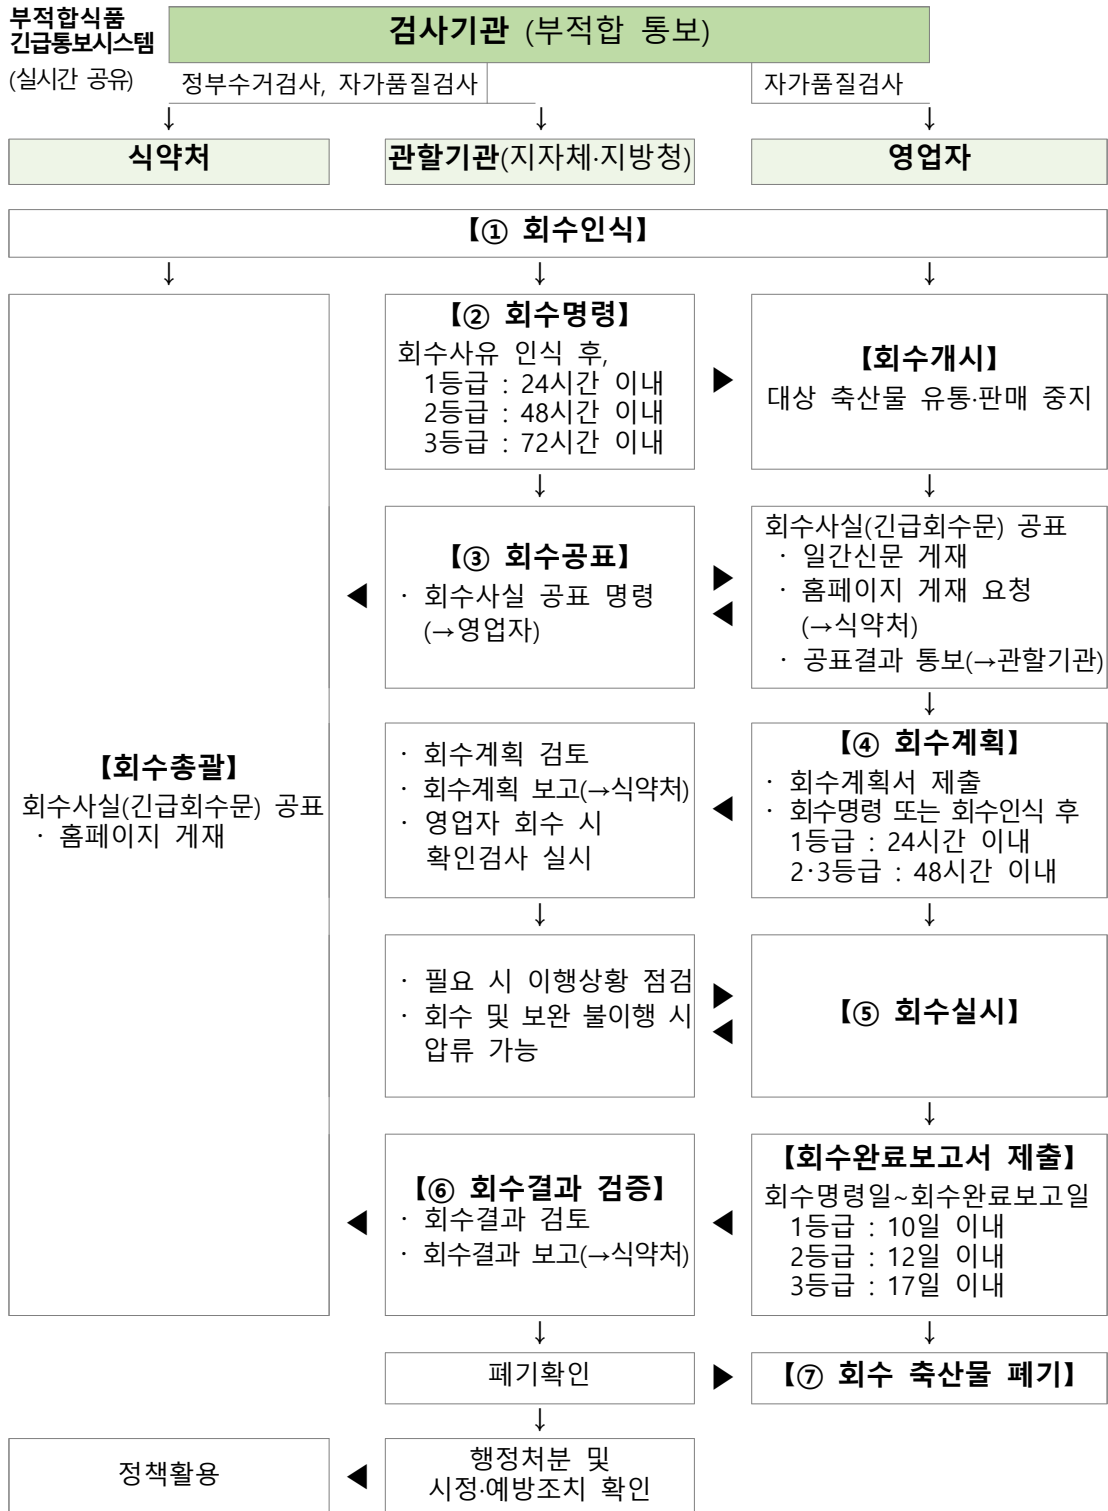 부적합식품
긴급통보시스템
(실시간 공유)
검사기관 (부적합 통보)
정부수거검사, 자가품질검사
자가품질검사
↓ ↓ ↓
식약처
관할기관(지자체·지방청)
영업자
【① 회수인식】
↓ ↓ ↓
【② 회수명령】
회수사유 인식 후,
1등급 : 24시간 이내
2등급 : 48시간 이내
3등급 : 72시간 이내
▶
【회수개시】
대상 축산물 유통·판매 중지
↓ ↓
◀
【③ 회수공표】
· 회수사실 공표 명령
(→영업자)
▶
◀
회수사실(긴급회수문) 공표
· 일간신문 게재
· 홈페이지 게재 요청
(→식약처)
· 공표결과 통보(→관할기관)
↓
【회수총괄】
회수사실(긴급회수문) 공표
· 홈페이지 게재
· 회수계획 검토
· 회수계획 보고(→식약처)
· 영업자 회수 시
확인검사 실시
◀
【④ 회수계획】
· 회수계획서 제출
· 회수명령 또는 회수인식 후
1등급 : 24시간 이내
2·3등급 : 48시간 이내
↓ ↓
· 필요 시 이행상황 점검
· 회수 및 보완 불이행 시
압류 가능
▶
◀
【⑤ 회수실시】
↓
◀
【⑥ 회수결과 검증】
· 회수결과 검토
· 회수결과 보고(→식약처)
◀
【회수완료보고서 제출】
회수명령일~회수완료보고일
1등급 : 10일 이내
2등급 : 12일 이내
3등급 : 17일 이내
↓ ↓
폐기확인
▶
【⑦ 회수 축산물 폐기】
↓
정책활용
◀
행정처분 및
시정·예방조치 확인